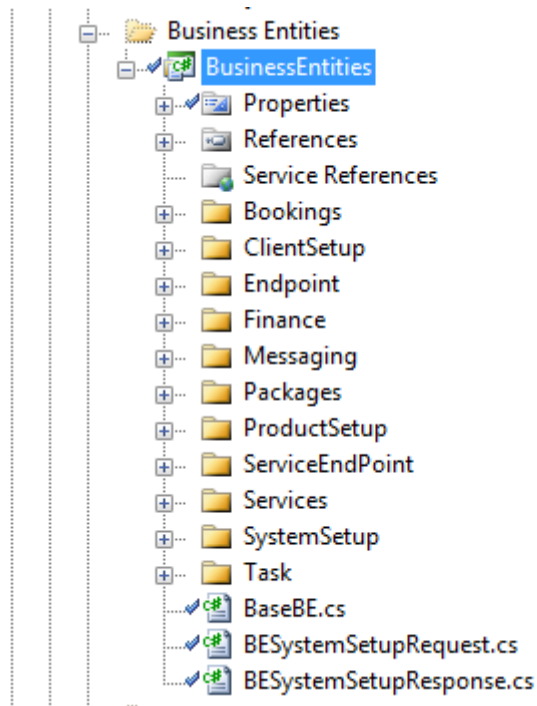 Business Entities
BusinessEntities
Properties
References
Service References
Bookings
ClientSetup
Endpoint
Finance
Messaging
Packages
ProductSetup
ServiceEndPoint
Services
SystemSetup
Task
BaseBE.cs
BESystemSetupRequest.cs
BESystemSetupResponse.cs